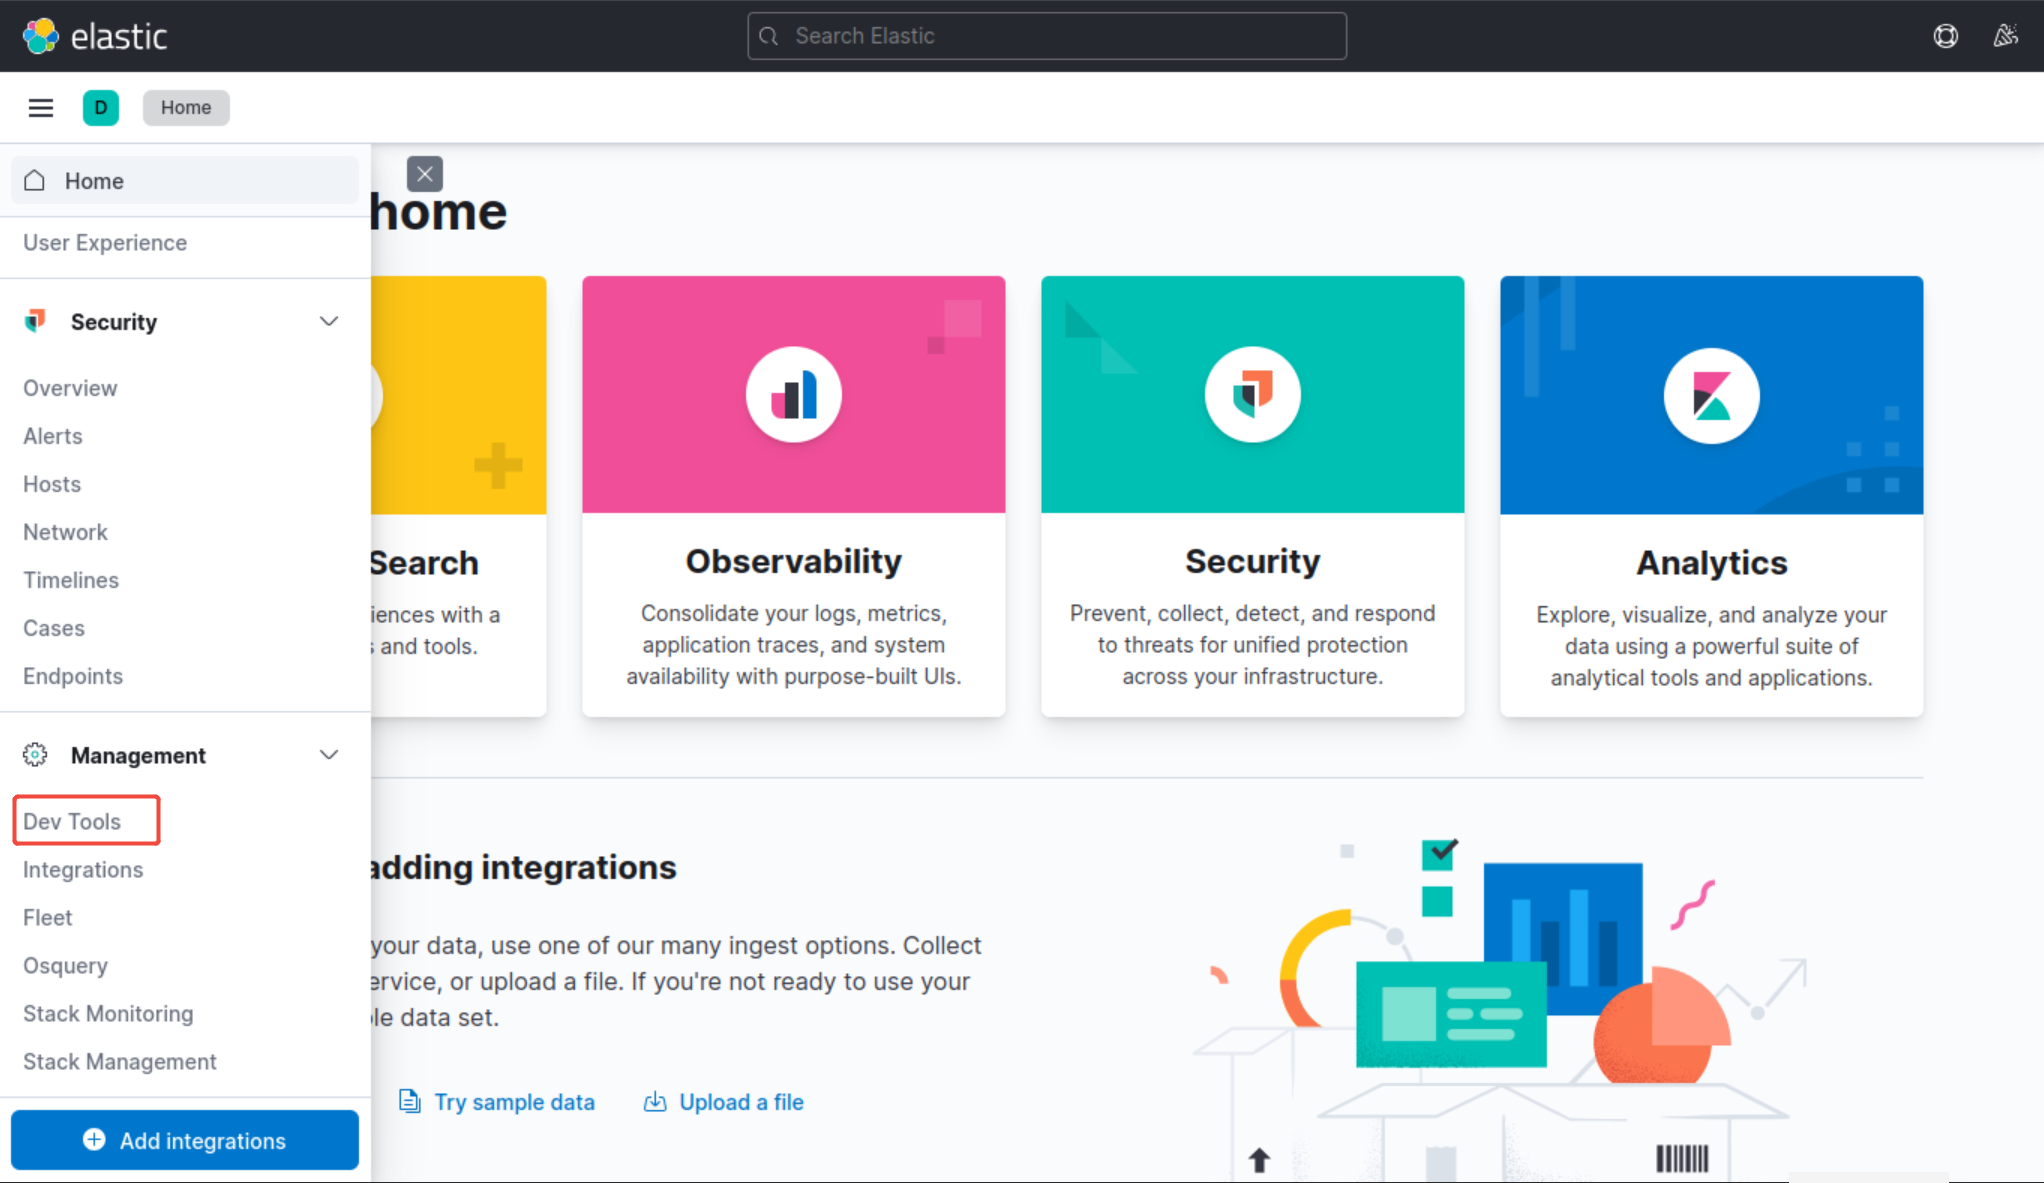 elastic
Search Elastic
D
Home
Home
User Experience
Security
Overview
Alerts
Hosts
Network
Timelines
Cases
Endpoints
Management
Dev Tools
Integrations
Fleet
Osquery
Stack Monitoring
Stack Management
Add integrations
home
Search
iences with a
s and tools.
Observability
Consolidate your logs, metrics,
application traces, and system
availability with purpose-built UIs.
Security
Prevent, collect, detect, and respond
to threats for unified protection
across your infrastructure.
Analytics
Explore, visualize, and analyze your
data using a powerful suite of
analytical tools and applications.
adding integrations
your data, use one of our many ingest options. Collect
ervice, or upload a file. If you're not ready to use your
le data set.
Try sample data
Upload a file